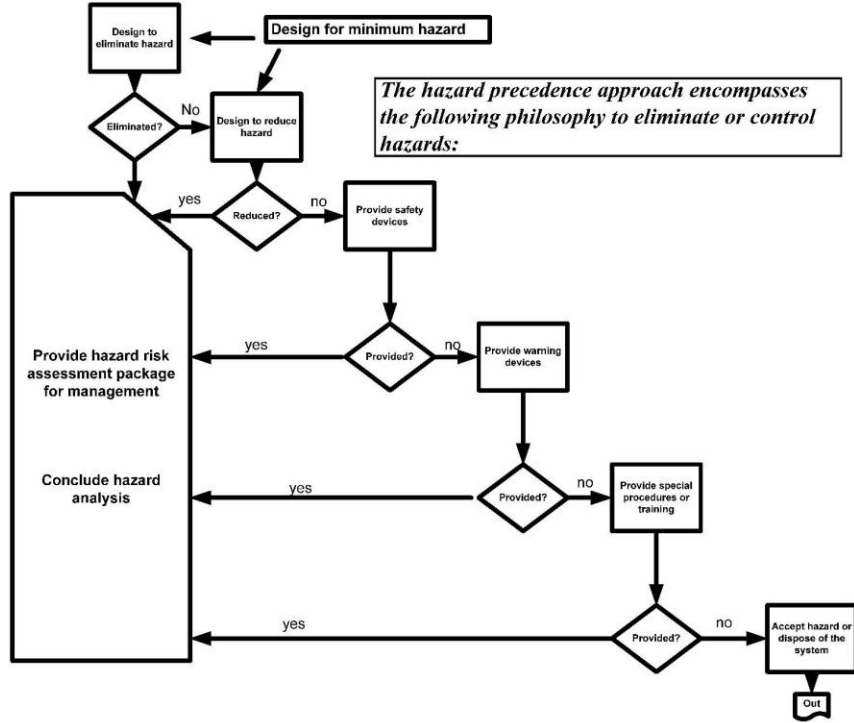 Design to
eliminate hazard
Design for minimum hazard
The hazard precedence approach encompasses
the following philosophy to eliminate or control
hazards:
Eliminated?
No
Design to reduce
hazard
yes
Reduced?
no
Provide safety
devices
Provide hazard risk
assessment package
for management
Conclude hazard
analysis
yes
Provided?
no
Provide warning
devices
yes
Provided?
no
Provide special
procedures or
training
yes
Provided?
no
Accept hazard or
dispose of the
system
Out